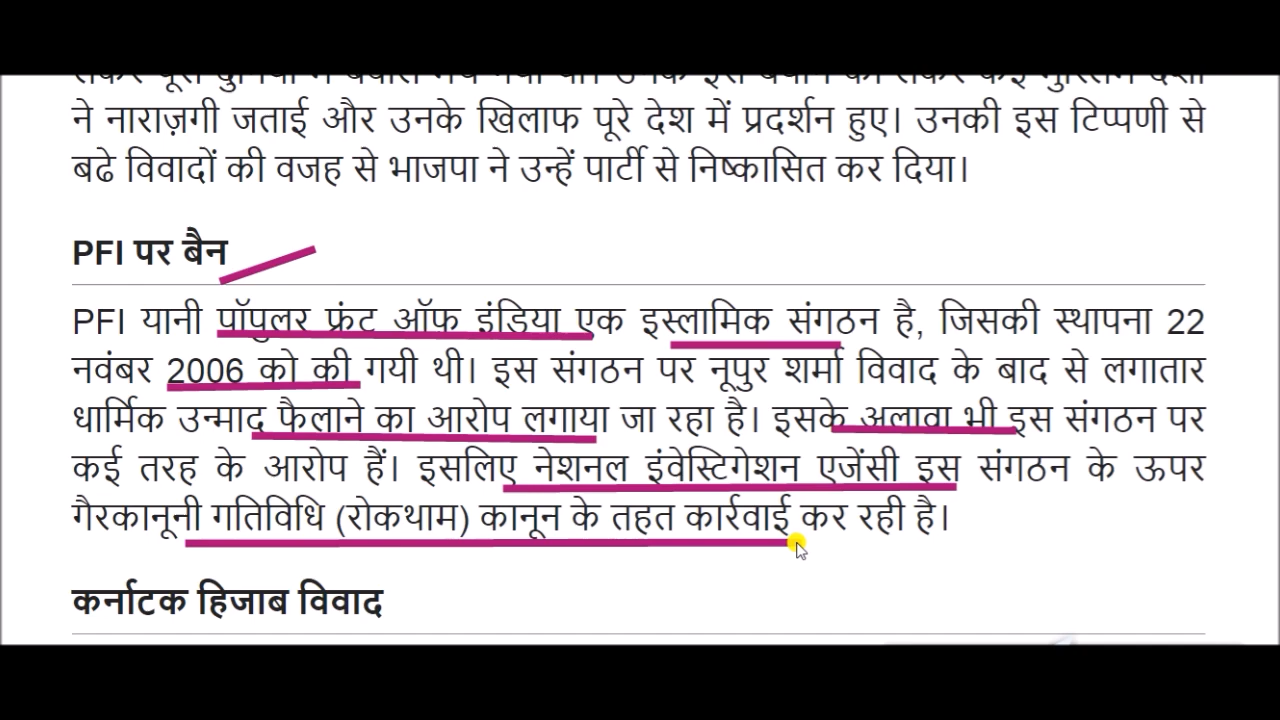 ने नाराज़गी जताई और उनके खिलाफ पूरे देश में प्रदर्शन हुए। उनकी इस टिप्पणी से
बढे विवादों की वजह से भाजपा ने उन्हें पार्टी से निष्कासित कर दिया।
PFI पर बैन
PFI यानी पॉपुलर फ्रंट ऑफ इंडिया एक इस्लामिक संगठन है, जिसकी स्थापना 22
नवंबर 2006 को की गयी थी। इस संगठन पर नूपुर शर्मा विवाद के बाद से लगातार
धार्मिक उन्माद फैलाने का आरोप लगाया जा रहा है। इसके अलावा भी इस संगठन पर
कई तरह के आरोप हैं। इसलिए नेशनल इंवेस्टिगेशन एजेंसी इस संगठन के ऊपर
गैरकानूनी गतिविधि (रोकथाम) कानून के तहत कार्रवाई कर रही है।
कर्नाटक हिजाब विवाद